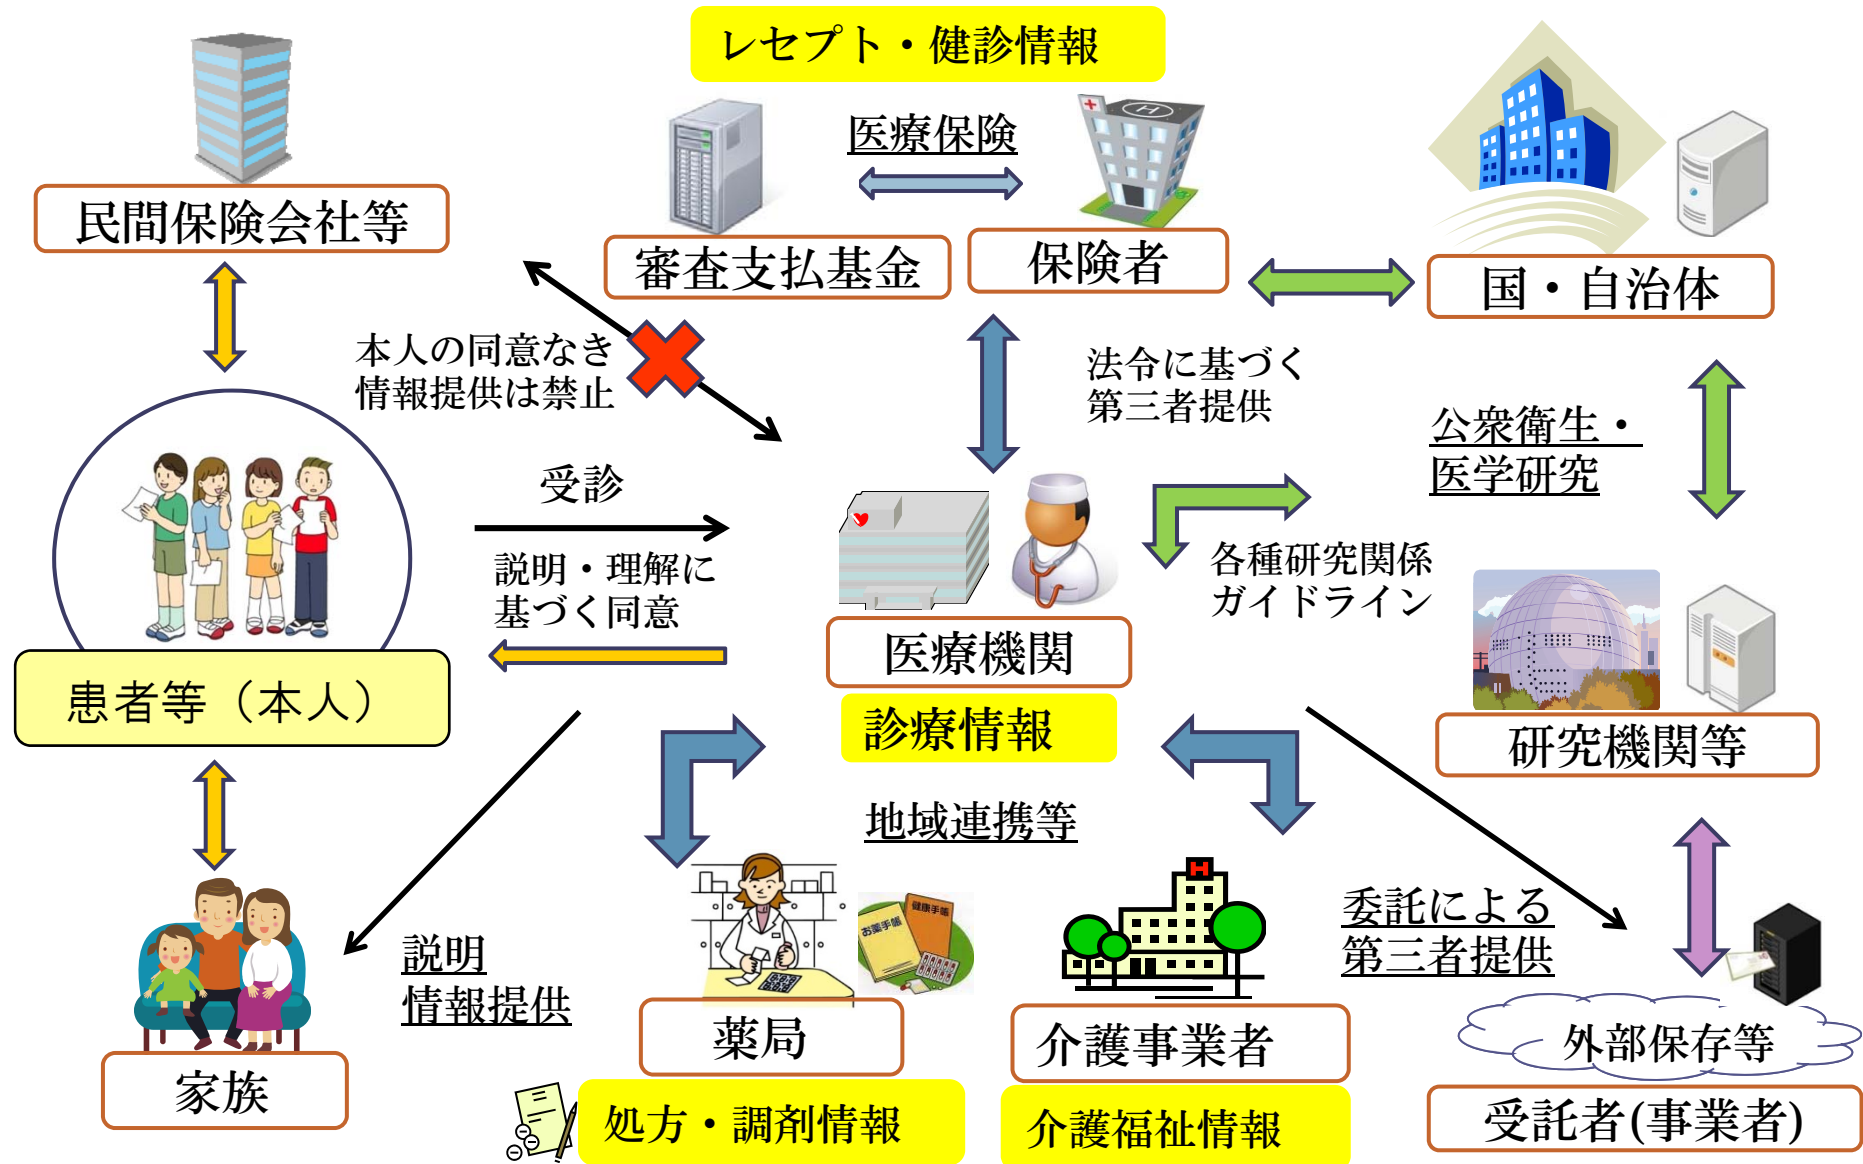 レセプト・健診情報
医療保険
民間保険会社等
審査支払基金
保険者
国・自治体
本人の同意なき
情報提供は禁止
法令に基づく
第三者提供
公衆衛生・
医学研究
受診
説明・理解に
基づく同意
各種研究関係
ガイドライン
医療機関
患者等（本人）
診療情報
研究機関等
地域連携等
説明
情報提供
お薬手帳
健康手帳
H
H
委託による
第三者提供
薬局
介護事業者
外部保存等
家族
処方・調剤情報
介護福祉情報
受託者(事業者)